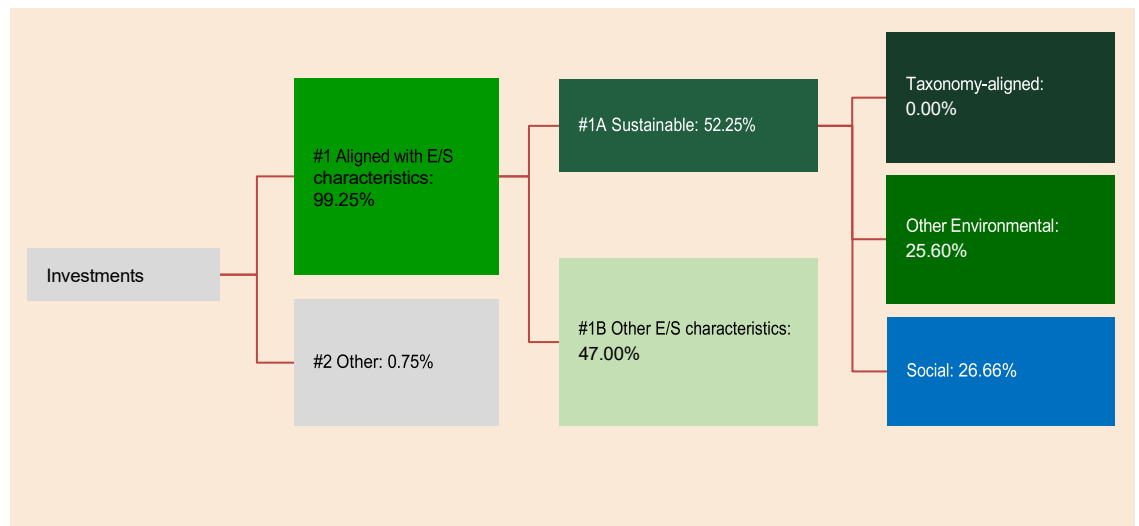 Investments
#1 Aligned with E/S
characteristics:
99.25%
#2 Other: 0.75%
#1A Sustainable: 52.25%
#1B Other E/S characteristics:
47.00%
Taxonomy-aligned:
0.00%
Other Environmental:
25.60%
Social: 26.66%